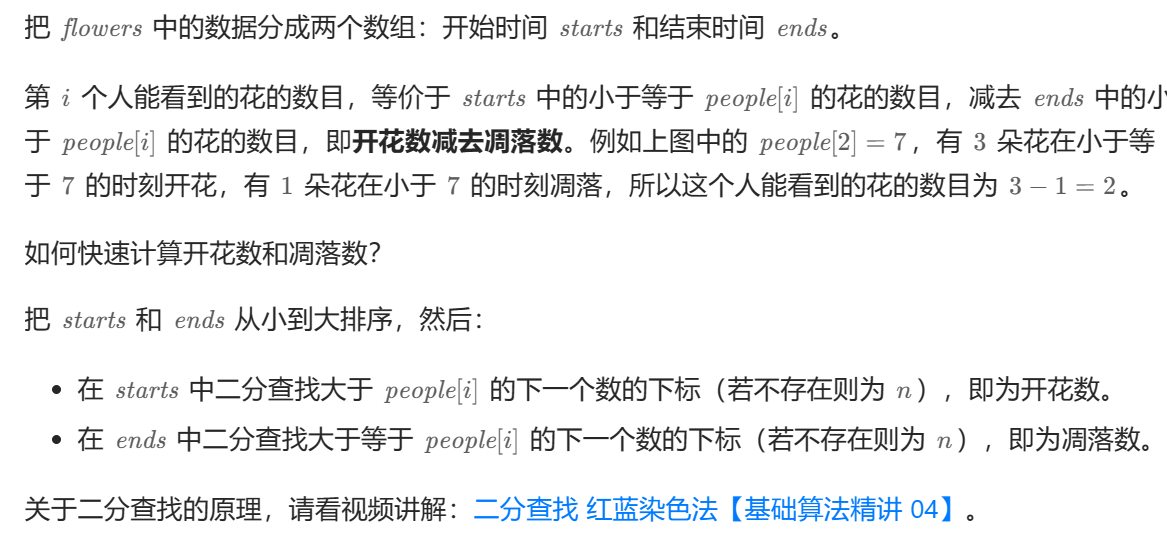 把 flowers 中的数据分成两个数组：开始时间 starts 和结束时间 ends。
第 i 个人能看到的花的数目，等价于 starts 中的小于等于 people[i] 的花的数目，减去 ends 中的小
于 people[i] 的花的数目，即开花数减去凋落数。例如上图中的 people[2] = 7，有 3 朵花在小于等
于 7 的时刻开花，有 1 朵花在小于 7 的时刻凋落，所以这个人能看到的花的数目为 3 − 1 = 2。
如何快速计算开花数和凋落数？
把 starts 和 ends 从小到大排序，然后：
• 在 starts 中二分查找大于 people[i] 的下一个数的下标（若不存在则为 n），即为开花数。
• 在 ends 中二分查找大于等于 people[i] 的下一个数的下标（若不存在则为 n），即为凋落数。
关于二分查找的原理，请看视频讲解：二分查找 红蓝染色法【基础算法精讲 04】。